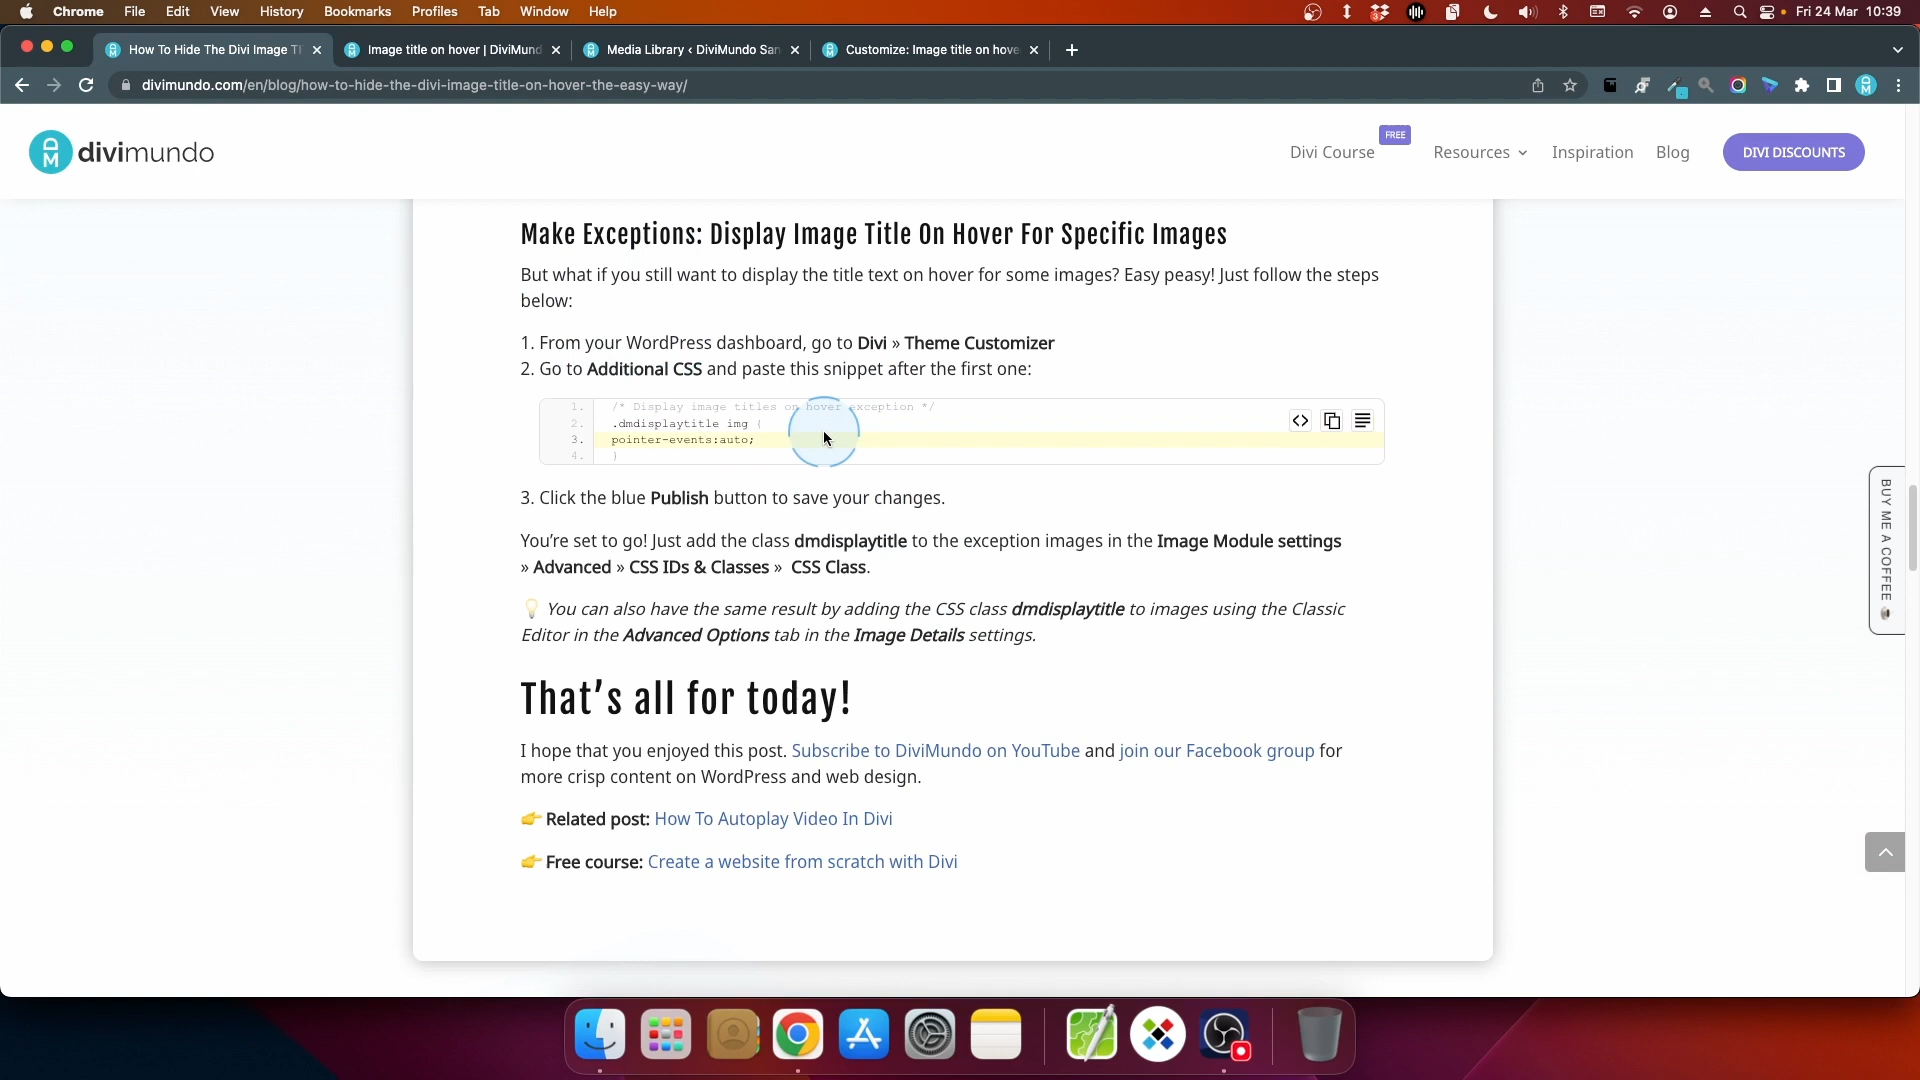 Chrome File Edit View History Bookmarks Profiles Tab Window Help
3
Fri 24 Mar 10:39
How To Hide The Divi Image Ti
Image title on hover | DiviMund
Media Library ‹ DiviMundo San
Customize: Image title on hove
divimundo.com/en/blog/how-to-hide-the-divi-image-title-on-hover-the-easy-way/
DM divimundo
Divi Course
FREE
Resources
Inspiration
Blog
DIVI DISCOUNTS
Make Exceptions: Display Image Title On Hover For Specific Images
But what if you still want to display the title text on hover for some images? Easy peasy! Just follow the steps
below:
1. From your WordPress dashboard, go to Divi » Theme Customizer
2. Go to Additional CSS and paste this snippet after the first one:
1. /* Display image titles on hover exception */
2. .dmdisplaytitle img {
3. pointer-events:auto;
4. }
3. Click the blue Publish button to save your changes.
You're set to go! Just add the class dmdisplaytitle to the exception images in the Image Module settings
» Advanced » CSS IDs & Classes » CSS Class.
You can also have the same result by adding the CSS class dmdisplaytitle to images using the Classic
Editor in the Advanced Options tab in the Image Details settings.
BUY ME A COFFEE
That's all for today!
I hope that you enjoyed this post. Subscribe to DiviMundo on YouTube and join our Facebook group for
more crisp content on WordPress and web design.
Related post: How To Autoplay Video In Divi
Free course: Create a website from scratch with Divi